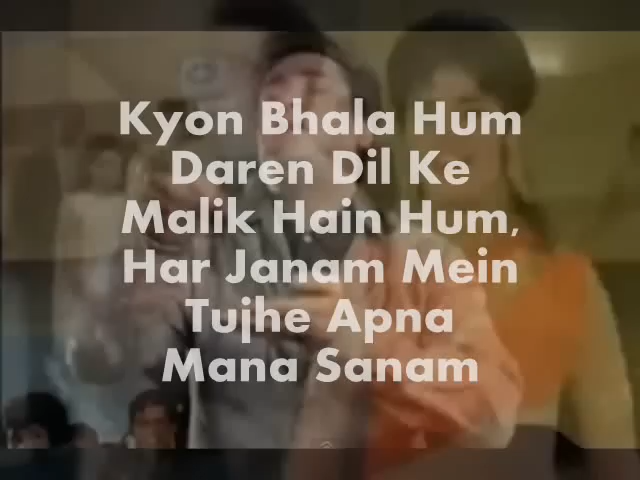 Kyon Bhala Hum
Daren Dil Ke
Malik Hain Hum,
Har Janam Mein
Tujhe Apna
Mana Sanam